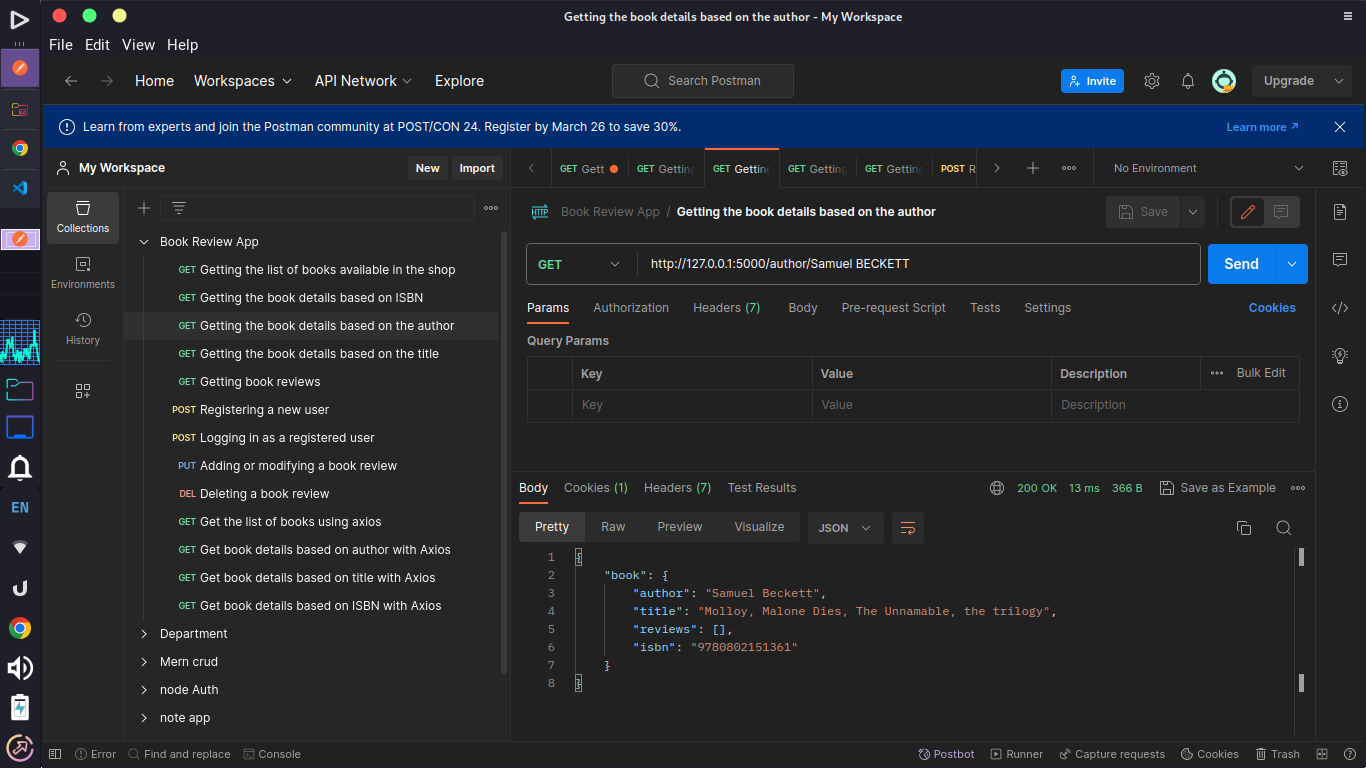 Getting the book details based on the author - My Workspace
File Edit View Help
Home Workspaces API Network Explore
Search Postman
Invite
Upgrade
Learn from experts and join the Postman community at POST/CON 24. Register by March 26 to save 30%.
Learn more
My Workspace
New Import
GET Gett
GET Getting
GET Getting
GET Getting
GET Getting
POST R
No Environment
Collections
Environments
History
Book Review App
GET Getting the list of books available in the shop
GET Getting the book details based on ISBN
GET Getting the book details based on the author
GET Getting the book details based on the title
GET Getting book reviews
POST Registering a new user
POST Logging in as a registered user
PUT Adding or modifying a book review
DEL Deleting a book review
GET Get the list of books using axios
GET Get book details based on author with Axios
GET Get book details based on title with Axios
GET Get book details based on ISBN with Axios
Department
Mern crud
node Auth
note app
HTTP
Book Review App / Getting the book details based on the author
Save
GET
http://127.0.0.1:5000/author/Samuel BECKETT
Send
Params Authorization Headers (7) Body Pre-request Script Tests Settings
Cookies
Query Params
Key Value Description
Bulk Edit
Key Value Description
Body Cookies (1) Headers (7) Test Results
200 OK 13 ms 366 B
Save as Example
Pretty Raw Preview Visualize
JSON
1 {
2 "book": {
3 "author": "Samuel Beckett",
4 "title": "Molloy, Malone Dies, The Unnamable, the trilogy",
5 "reviews": [],
6 "isbn": "9780802151361"
7 }
8 }
EN
Error Find and replace Console
Postbot Runner Capture requests Cookies Trash